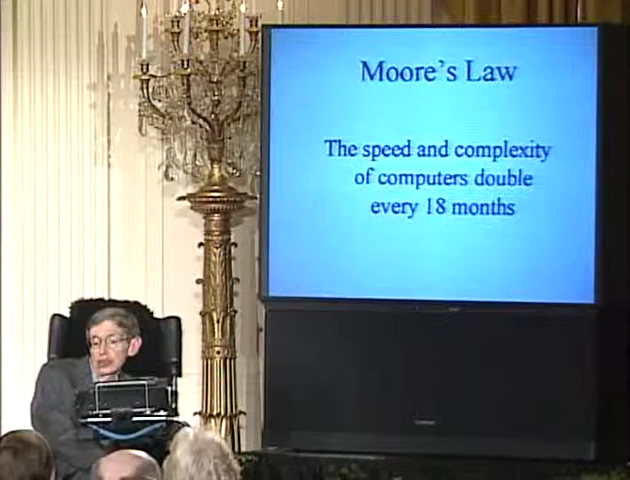 Moore's Law
The speed and complexity
of computers double
every 18 months